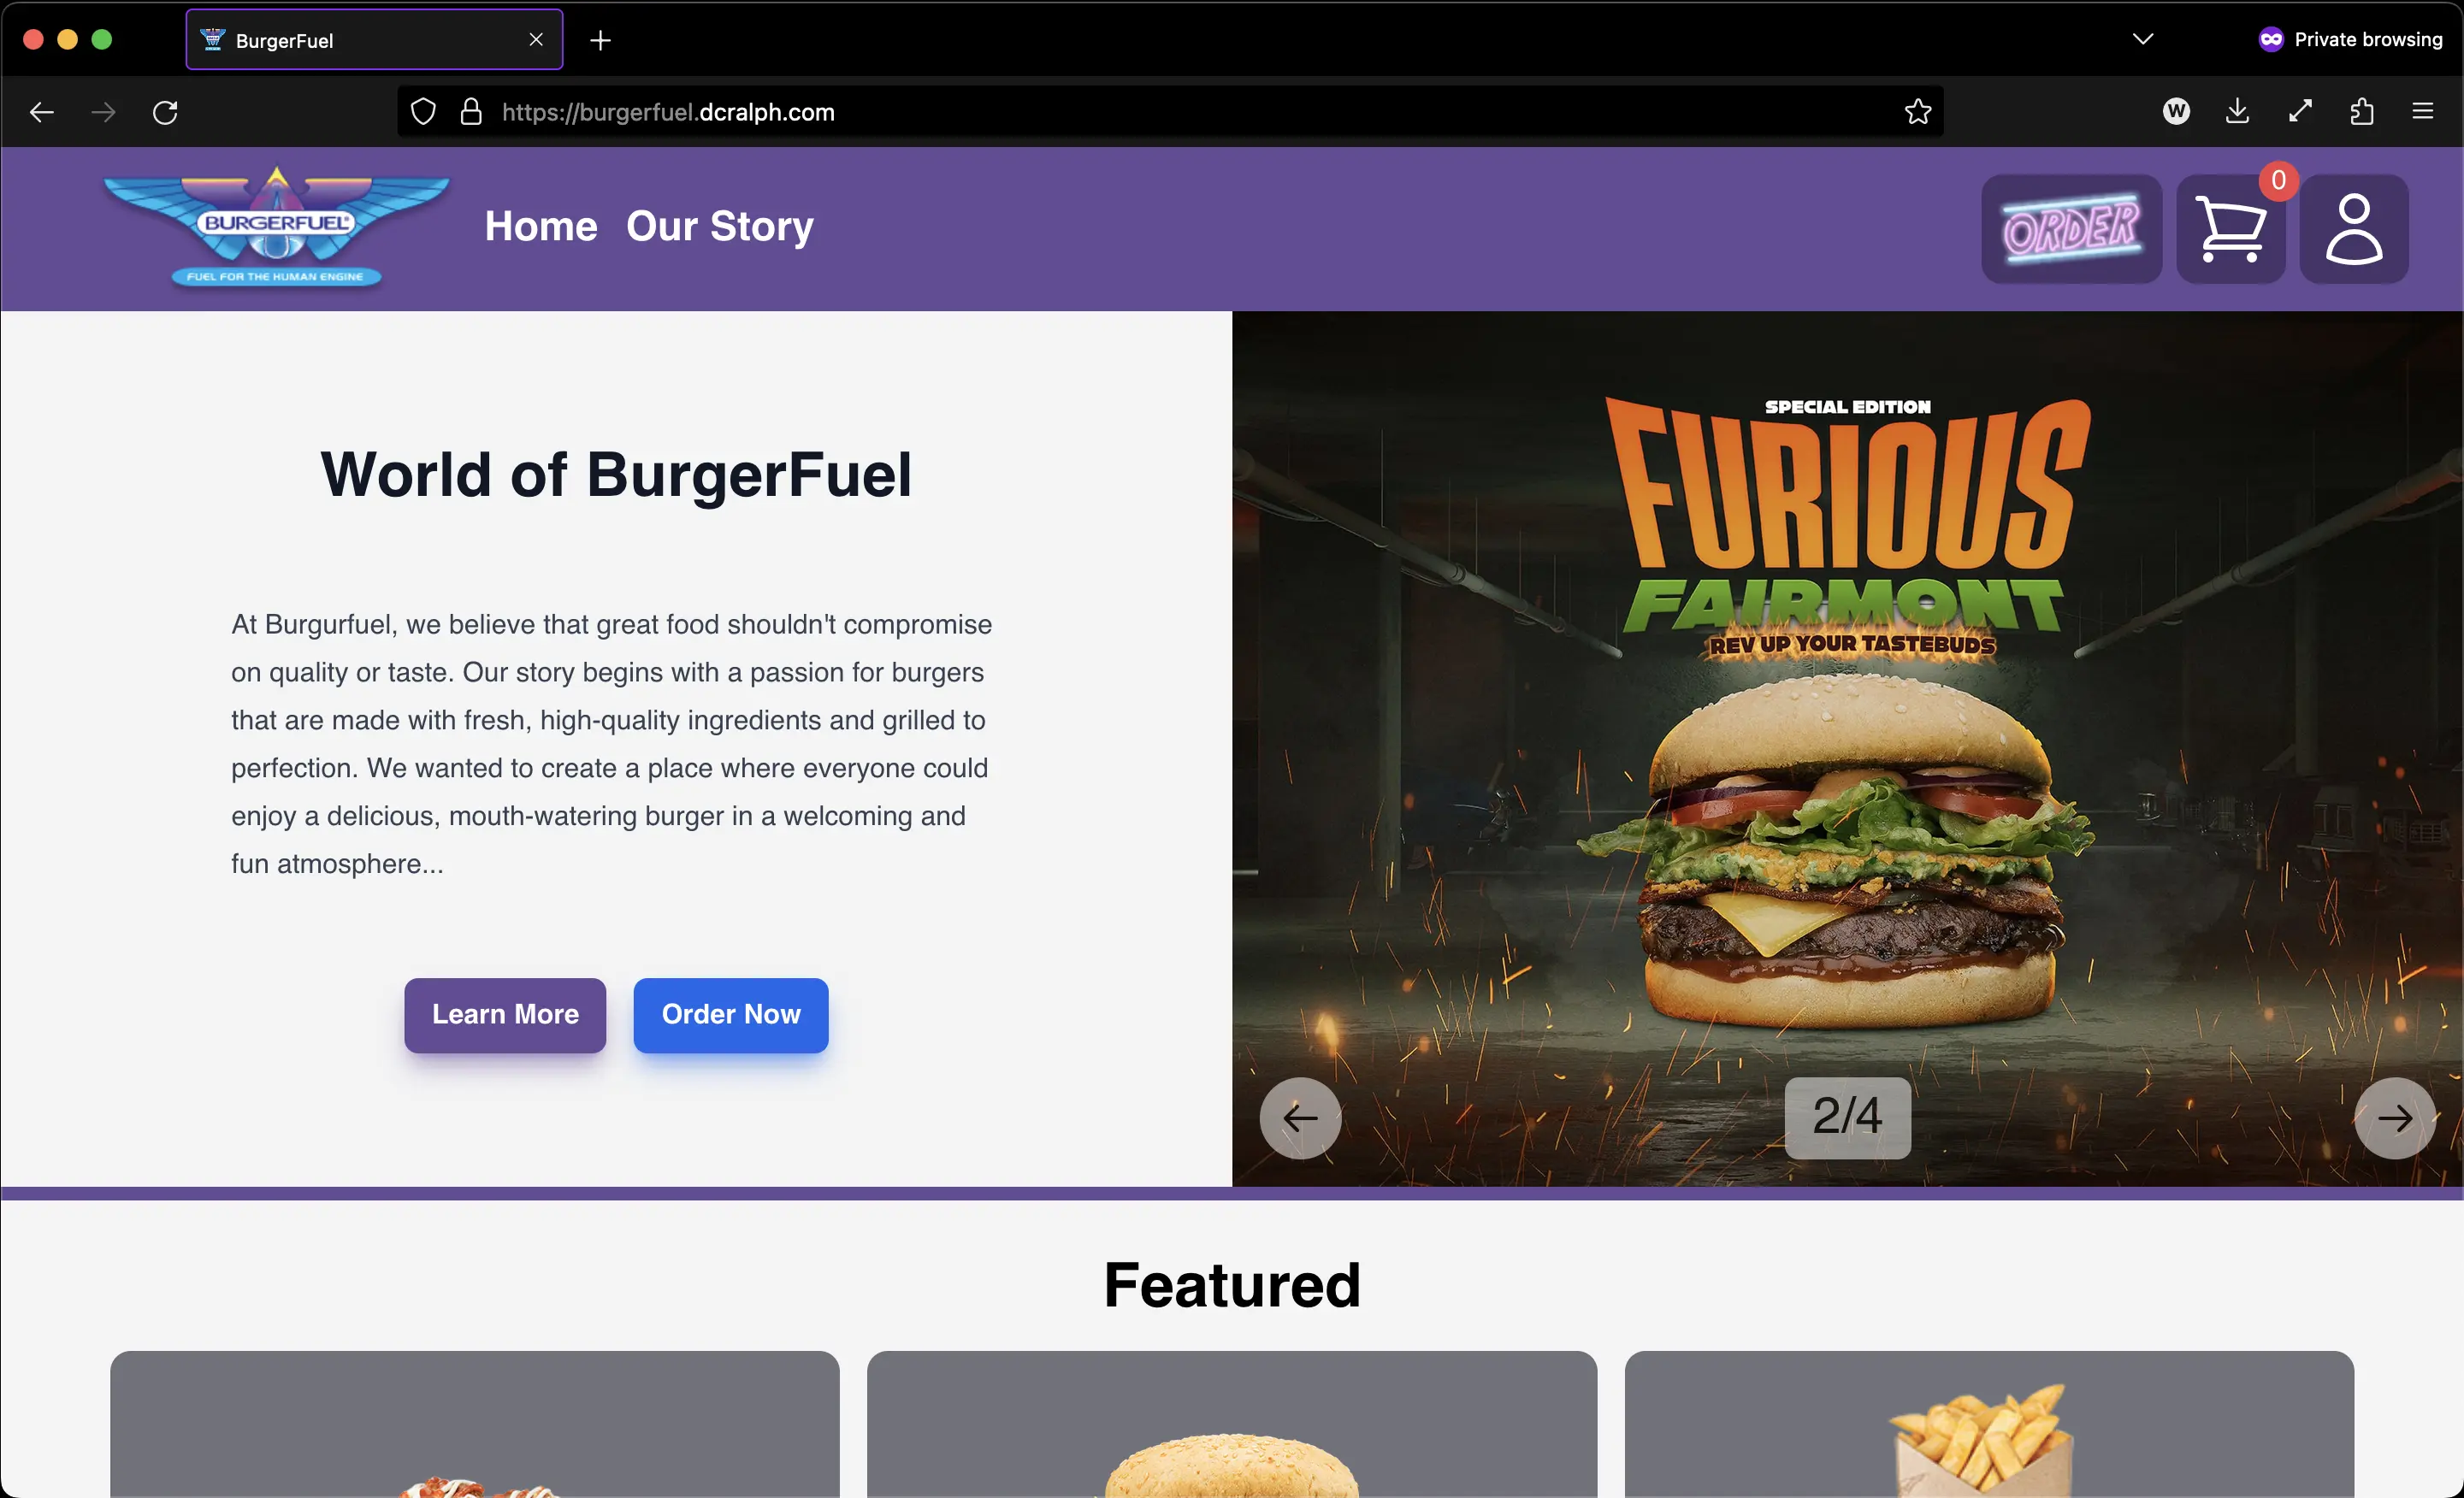 BurgerFuel
Private browsing
https://burgerfuel.dcralph.com
W
BURGERFUEL®
FUEL FOR THE HUMAN ENGINE
Home Our Story
ORDER
0
World of BurgerFuel
At Burgurfuel, we believe that great food shouldn't compromise
on quality or taste. Our story begins with a passion for burgers
that are made with fresh, high-quality ingredients and grilled to
perfection. We wanted to create a place where everyone could
enjoy a delicious, mouth-watering burger in a welcoming and
fun atmosphere...
Learn More
Order Now
SPECIAL EDITION
FURIOUS
FAIRMONT
REV UP YOUR TASTEBUDS
2/4
Featured